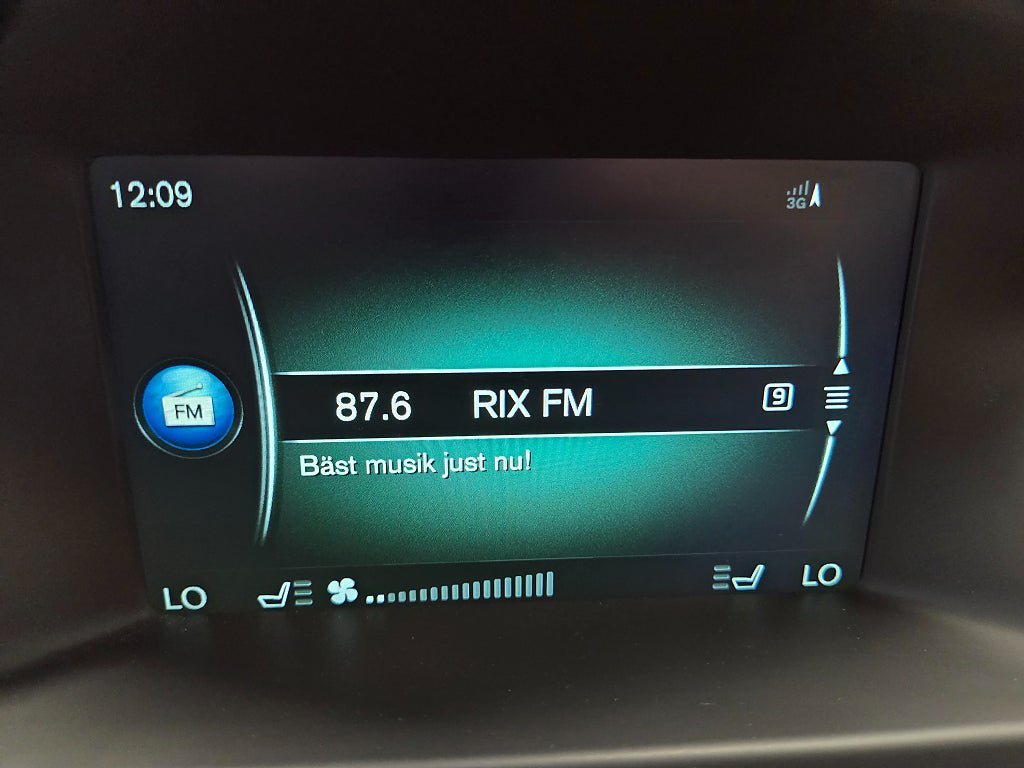 12:09
3G
FM
87.6 RIX FM 9
Bäst musik just nu!
LO LO